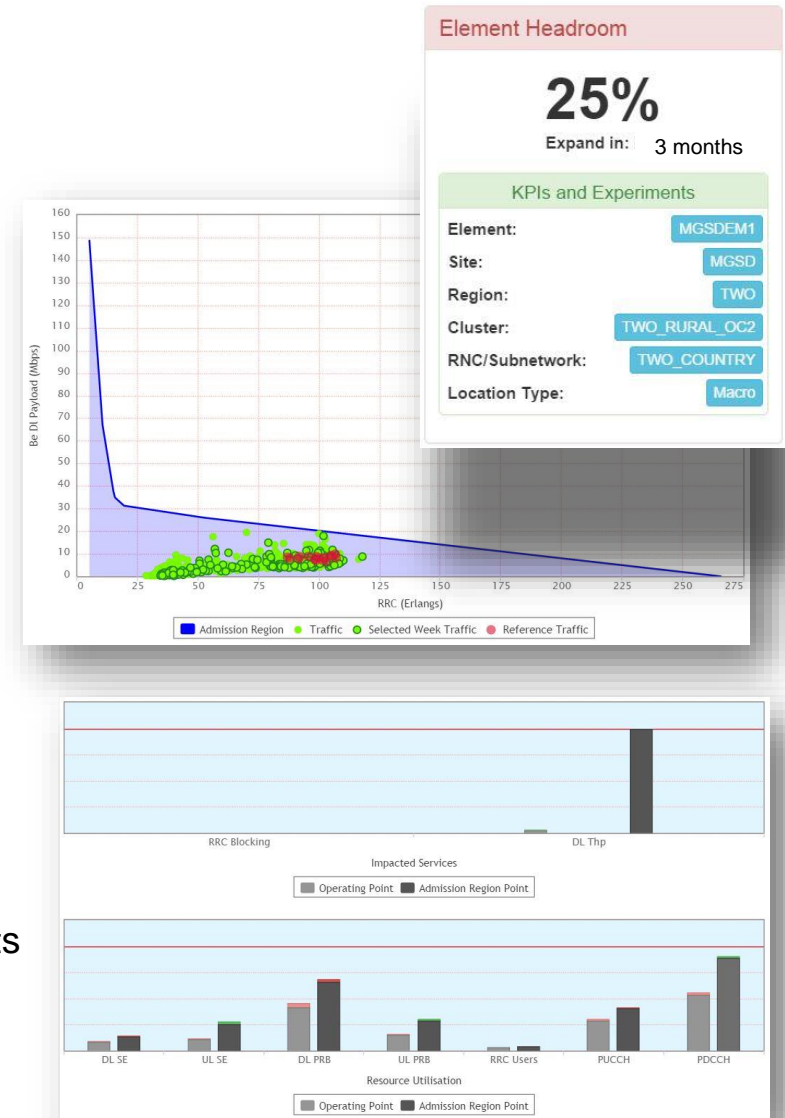 Element Headroom
25%
Expand in: 3 months
KPIs and Experiments
Element: MGSDEM1
Site: MGSD
Region: TWO
Cluster: TWO_RURAL_OC2
RNC/Subnetwork: TWO_COUNTRY
Location Type: Macro
160
150
140
130
120
110
100
90
80
70
60
50
40
30
20
10
0
Be Dl Payload (Mbps)
0 25 50 75 100 125 150 175 200 225 250 275
RRC (Erlangs)
Admission Region Traffic Selected Week Traffic Reference Traffic
RRC Blocking DL Thp
Impacted Services
Operating Point Admission Region Point
ts
DL SE UL SE DL PRB UL PRB RRC Users PUCCH PDCCH
Resource Utilisation
Operating Point Admission Region Point